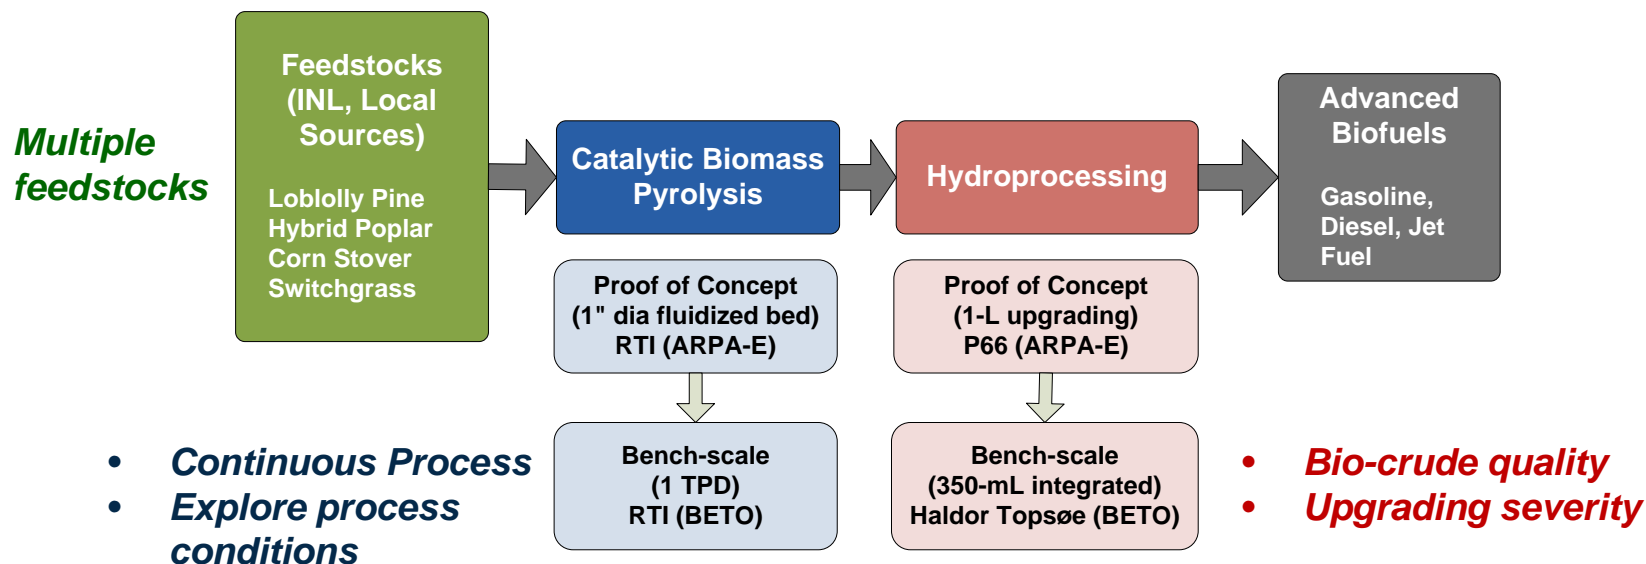 Multiple
feedstocks
Feedstocks
(INL, Local
Sources)
Loblolly Pine
Hybrid Poplar
Corn Stover
Switchgrass
Catalytic Biomass
Pyrolysis
Hydroprocessing
Advanced
Biofuels
Gasoline,
Diesel, Jet
Fuel
Proof of Concept
(1" dia fluidized bed)
RTI (ARPA-E)
Proof of Concept
(1-L upgrading)
P66 (ARPA-E)
• Continuous Process
• Explore process
conditions
Bench-scale
(1 TPD)
RTI (BETO)
Bench-scale
(350-mL integrated)
Haldor Topsøe (BETO)
• Bio-crude quality
• Upgrading severity